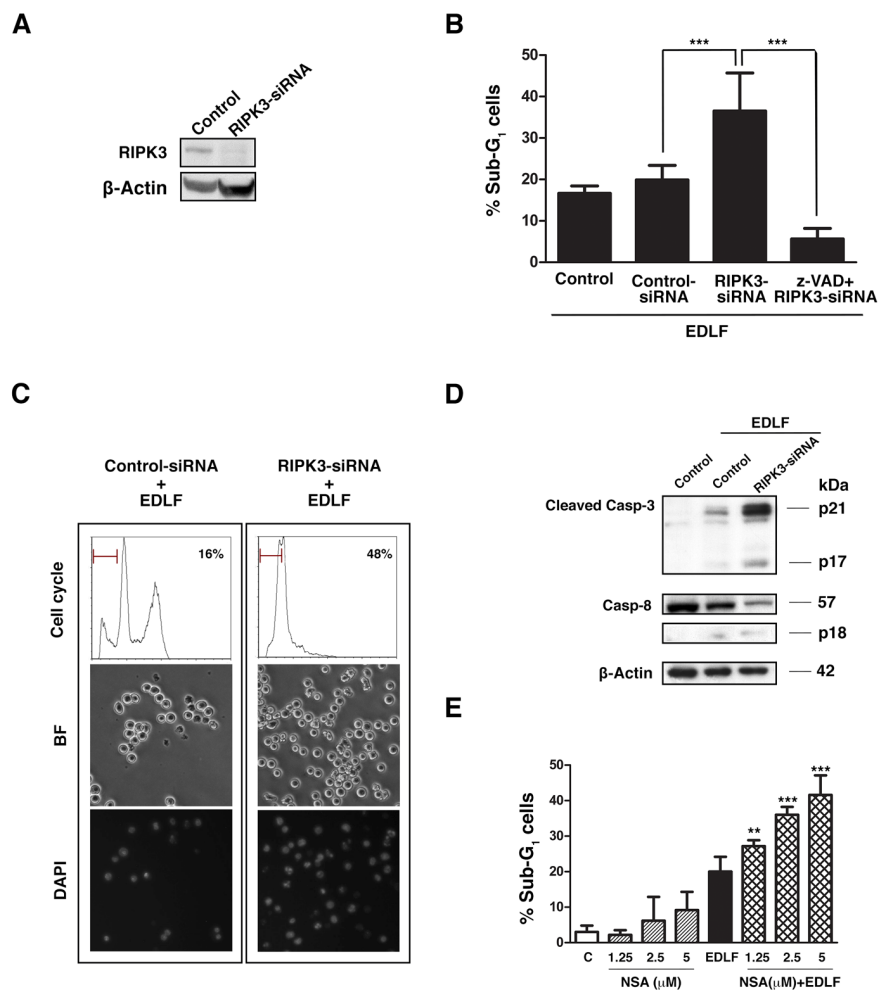 A
Control
RIPK3-siRNA
RIPK3
β-Actin
B
***
***
% Sub-G1 cells
50
40
30
20
10
0
Control
Control-
siRNA
RIPK3-
siRNA
z-VAD+
RIPK3-siRNA
EDLF
C
Control-siRNA
+
EDLF
RIPK3-siRNA
+
EDLF
Cell cycle
16%
48%
BF
DAPI
D
EDLF
Control
Control
RIPK3-siRNA
kDa
Cleaved Casp-3
p21
p17
Casp-8
57
p18
β-Actin
42
E
% Sub-G1 cells
50
40
30
20
10
0
**
***
***
C
1.25
2.5
5
EDLF
1.25
2.5
5
NSA (μM)
NSA(μM)+EDLF